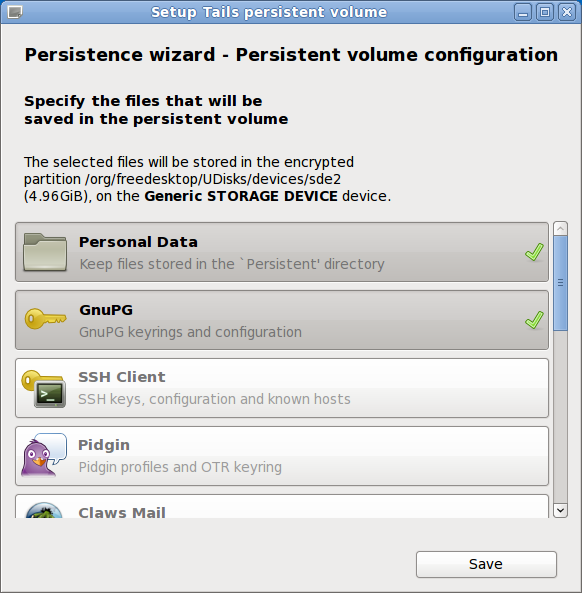 Setup Tails persistent volume
Persistence wizard - Persistent volume configuration
Specify the files that will be
saved in the persistent volume
The selected files will be stored in the encrypted
partition /org/freedesktop/UDisks/devices/sde2
(4.96GiB), on the Generic STORAGE DEVICE device.
Personal Data
Keep files stored in the `Persistent' directory
GnuPG
GnuPG keyrings and configuration
SSH Client
SSH keys, configuration and known hosts
Pidgin
Pidgin profiles and OTR keyring
Claws Mail
Save